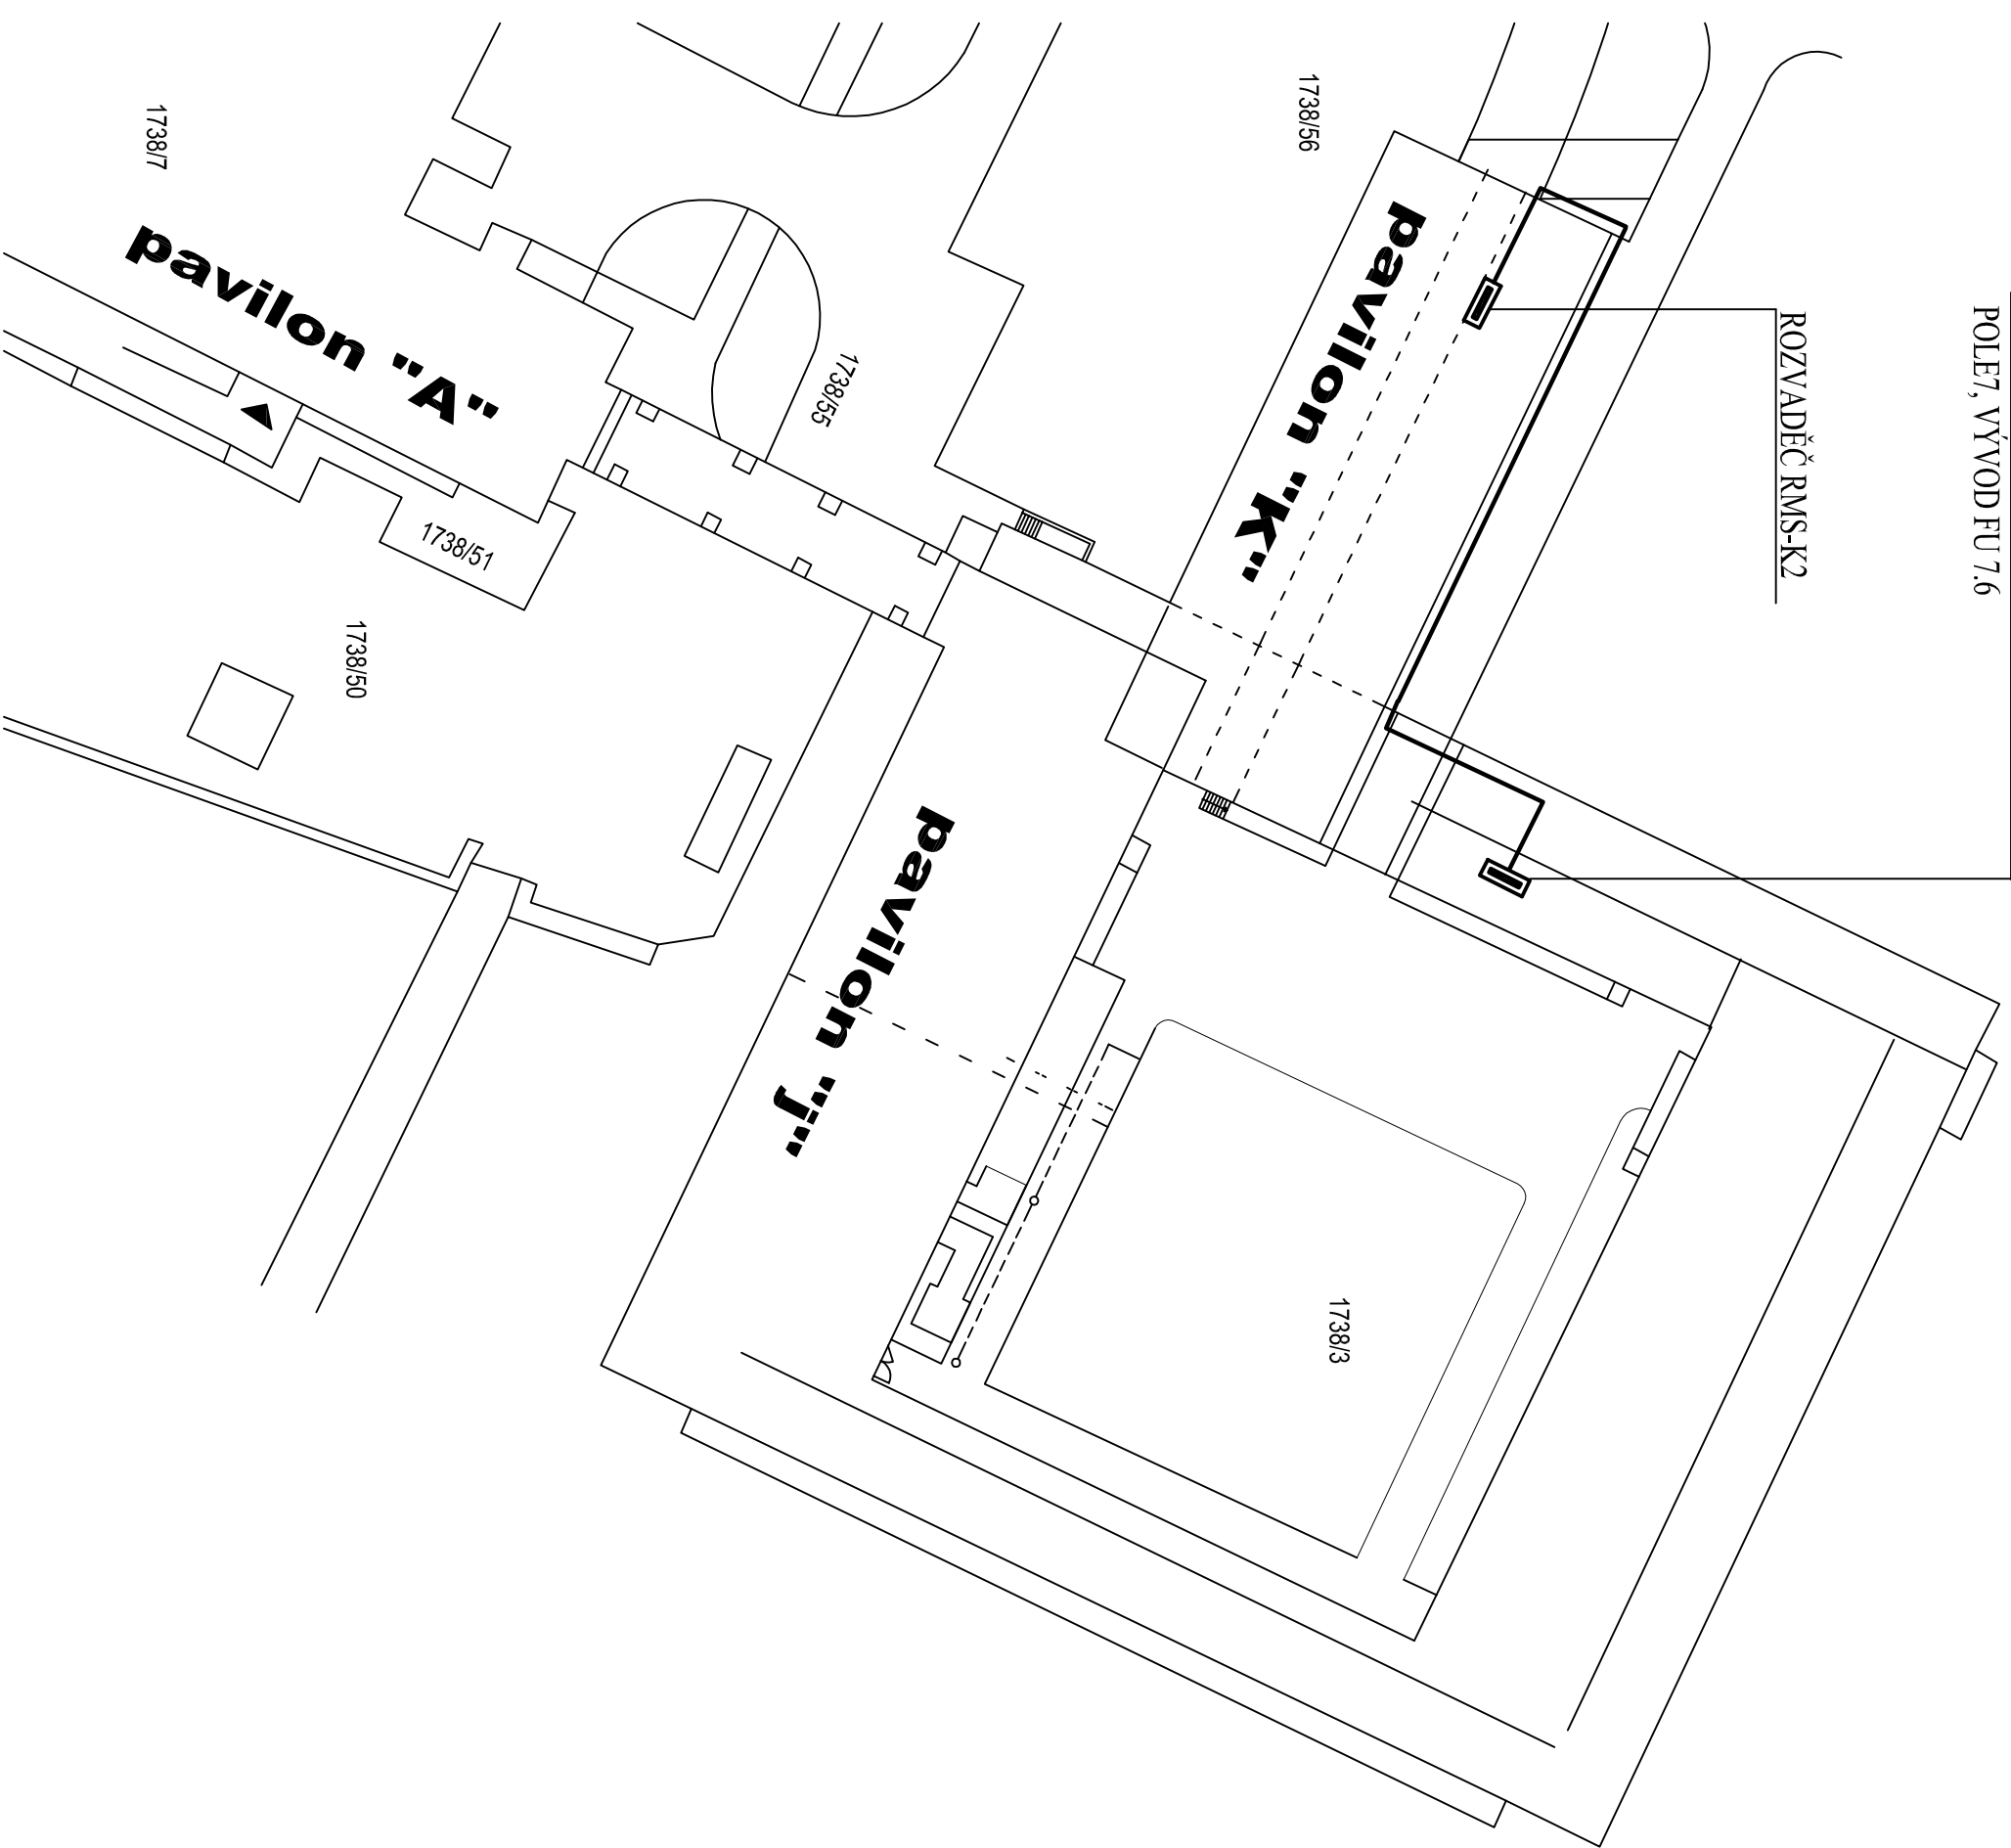 POLE7, VÝVOD FU 7.6
ROZVADĚČ RMS-K2
1738/56
pavilon "K"
1738/55
1738/7
pavilon "A"
1738/51
1738/50
pavilon "J"
1738/3